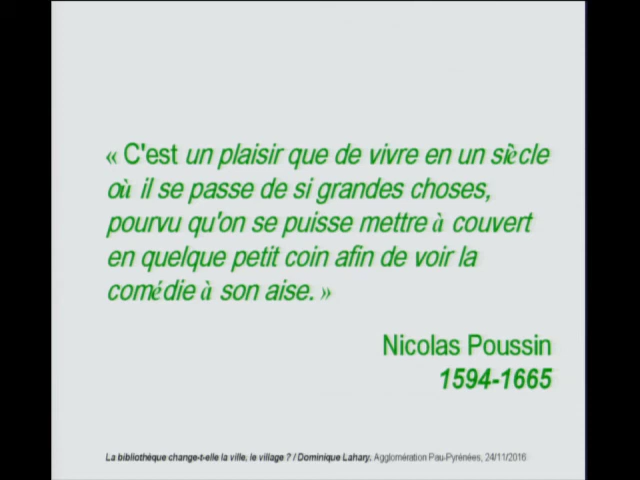 « C'est un plaisir que de vivre en un siècle
où il se passe de si grandes choses,
pourvu qu'on se puisse mettre à couvert
en quelque petit coin afin de voir la
comédie à son aise. »
Nicolas Poussin
1594-1665
La bibliothèque change-t-elle la ville, le village ? / Dominique Lahary. Agglomération Pau-Pyrénées, 24/11/2016